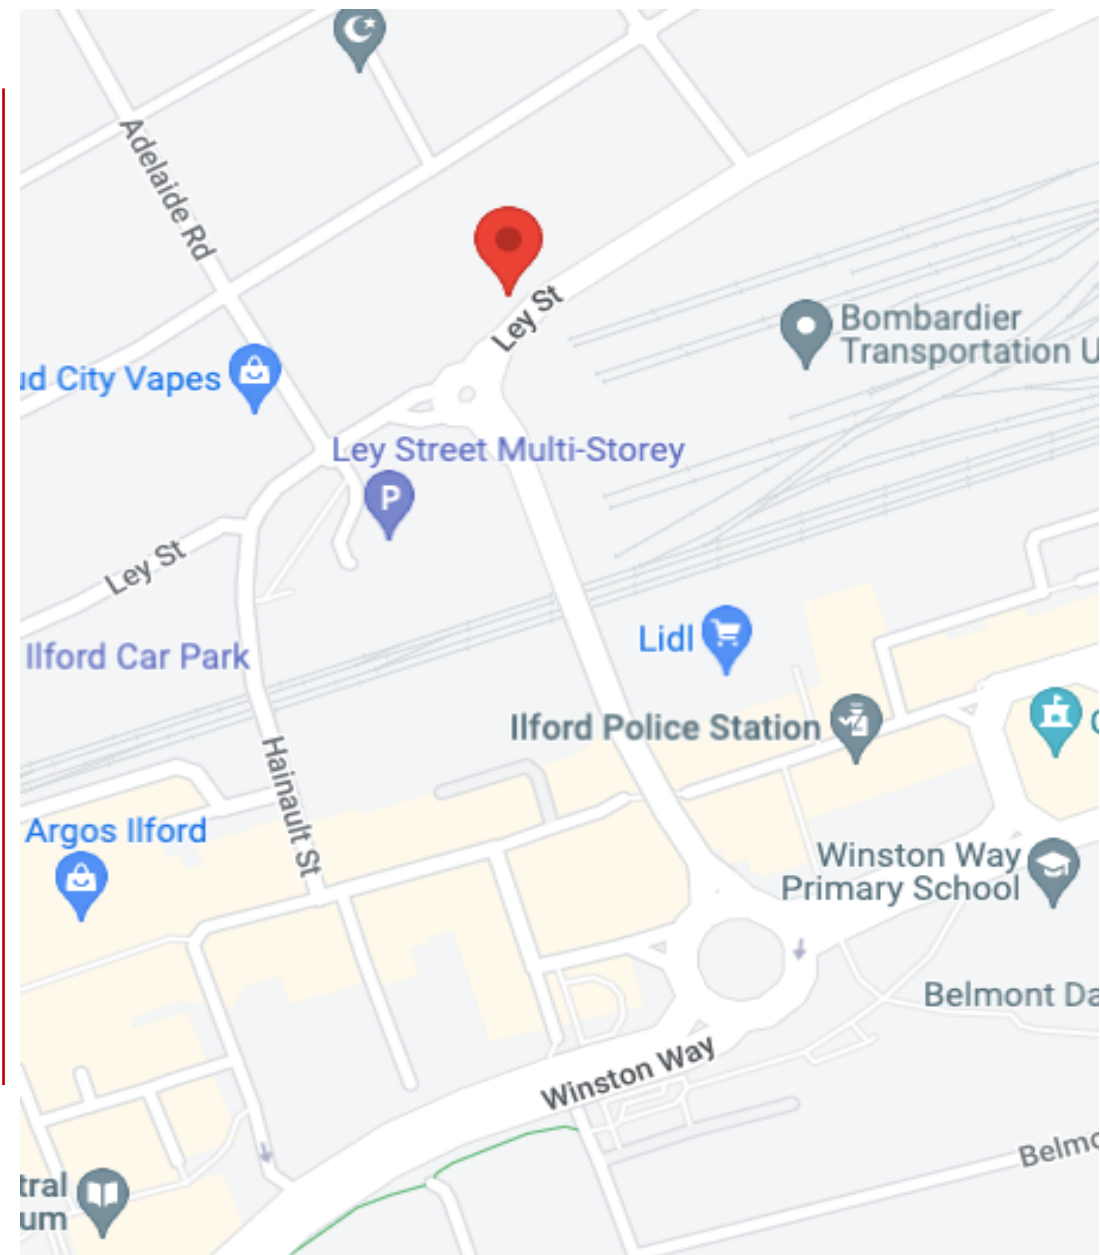 Adelaide Rd
Ley St
Bombardier
Transportation U
ud City Vapes
Ley Street Multi-Storey
P
Ley St
Lidl
Ilford Car Park
Ilford Police Station
Hainault St
Argos Ilford
Winston Way
Primary School
Belmont Da
Winston Way
Belmo
tral
um